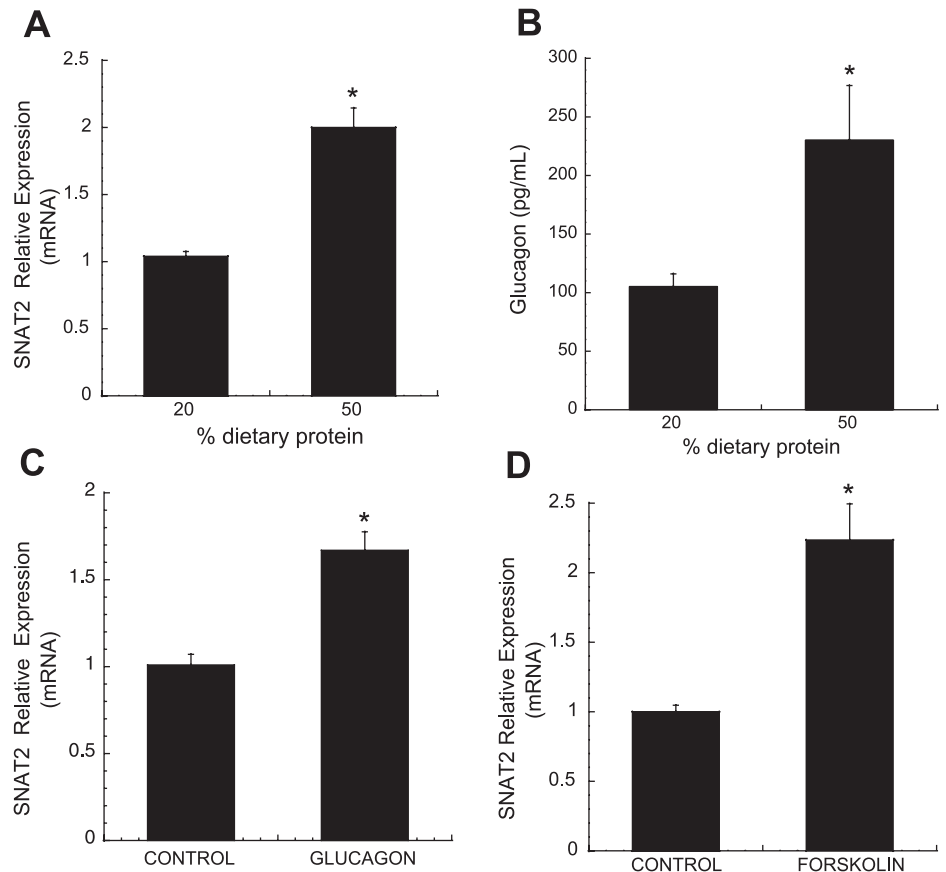 A
SNAT2 Relative Expression
(mRNA)
2.5
2
1.5
1
0.5
0
*
20
50
% dietary protein
B
Glucagon (pg/mL)
300
250
200
150
100
50
0
*
20
50
% dietary protein
C
SNAT2 Relative Expression
(mRNA)
2
1.5
1
0.5
0
*
CONTROL
GLUCAGON
D
SNAT2 Relative Expression
(mRNA)
2.5
2
1.5
1
0.5
0
*
CONTROL
FORSKOLIN